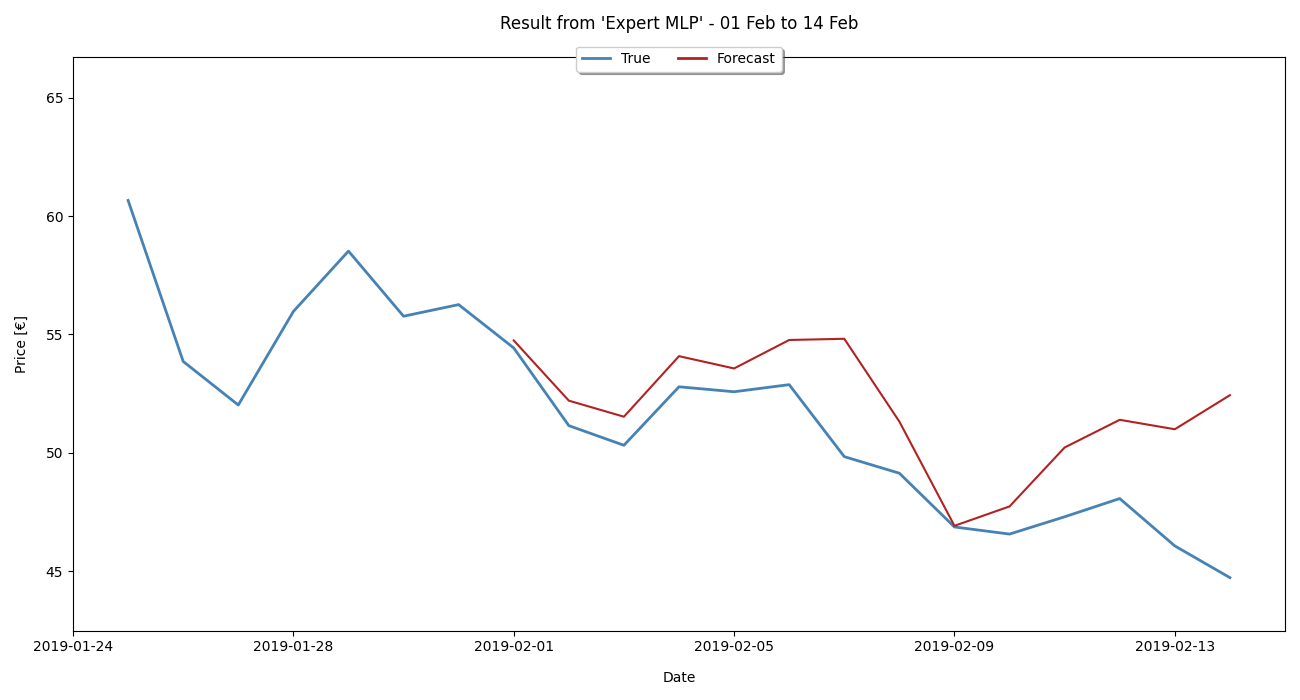 Result from 'Expert MLP' - 01 Feb to 14 Feb
True
Forecast
65
60
55
50
45
Price [€]
2019-01-24
2019-01-28
2019-02-01
2019-02-05
2019-02-09
2019-02-13
Date